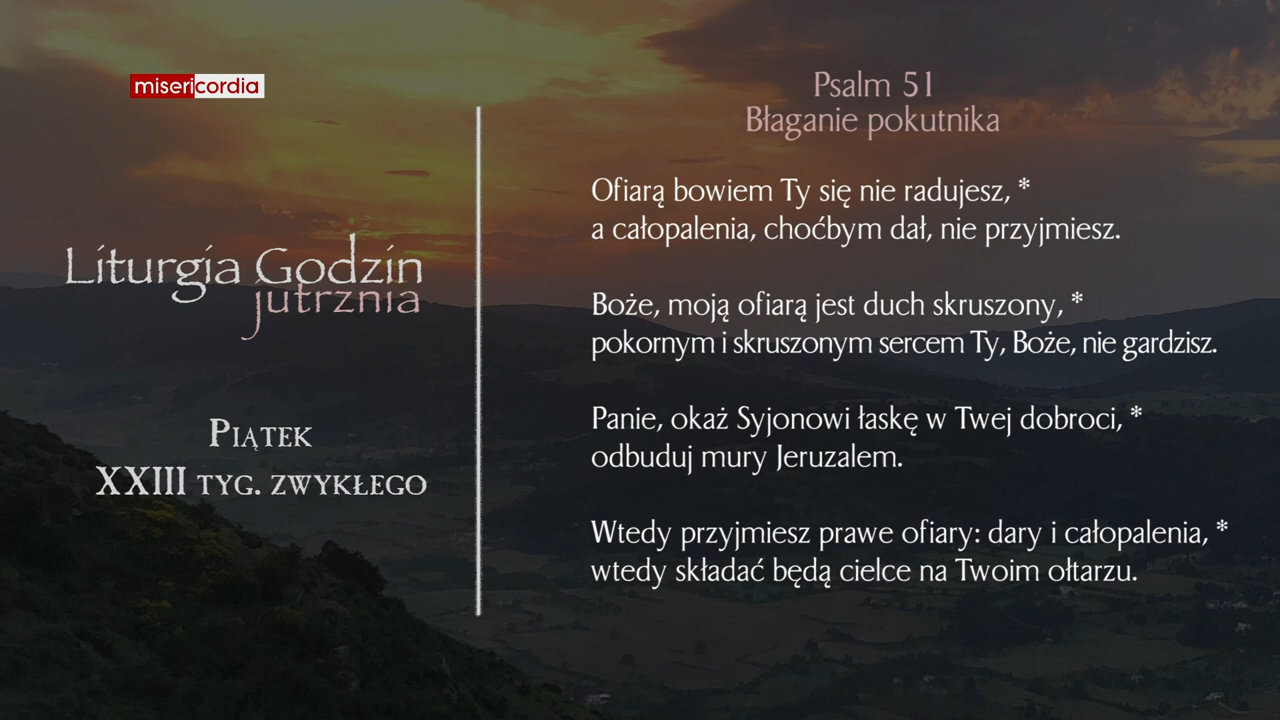 misericordia
Liturgia Godzin
jutrznia
Piątek
XXIII tyg. zwykłego
Psalm 51
Błaganie pokutnika
Ofiarą bowiem Ty się nie radujesz, *
a całopalenia, choćbym dał, nie przyjmiesz.
Boże, moją ofiarą jest duch skruszony, *
pokornym i skruszonym sercem Ty, Boże, nie gardzisz.
Panie, okaż Syjonowi łaskę w Twej dobroci, *
odbuduj mury Jeruzalem.
Wtedy przyjmiesz prawe ofiary: dary i całopalenia, *
wtedy składać będą cielce na Twoim ołtarzu.